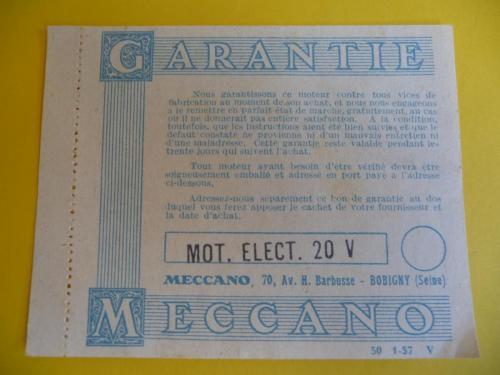 GARANTIE
Nous garantissons ce moteur contre tous vices de
fabrication au moment de son achat, et nous nous engageons
à le remettre en parfait état de marche, gratuitement, au cas
où il ne donnerait pas entière satisfaction. A la condition,
toutefois, que les instructions aient été bien suivies et que le
défaut constaté ne provienne ni d'un mauvais entretien ni
d'une maladresse. Cette garantie reste valable pendant les
trente jours qui suivent l'achat.
Tout moteur ayant besoin d'être vérifié devra être
soigneusement emballé et adressé en port payé à l'adresse
ci-dessous,
Adressez-nous séparément ce bon de garantie au dos
duquel vous ferez apposer le cachet de votre fournisseur et
la date d'achat.
MOT. ELECT. 20 V
MECCANO, 70, Av. H. Barbusse - BOBIGNY (Seine)
MECCANO
50 1-57 V